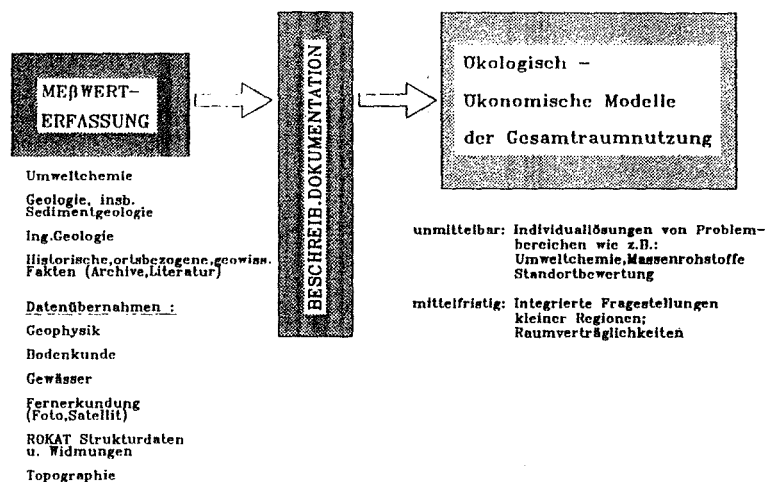 MEβWERT-
ERFASSUNG
Umweltchemie
Geologie, insb.
Sedimentgeologie
Ing.Geologie
Historische,ortsbezogene,geowiss.
Fakten (Archive,Literatur)
Datenübernahmen :
Geophysik
Bodenkunde
Gewässer
Fernerkundung
(Foto,Satellit)
ROKAT Strukturdaten
u. Widmungen
Topographie
BESCHREIB.DOKUMENTATION
Ökologisch -
Ökonomische Modelle
der Gesamtraumnutzung
unmittelbar: Individuallösungen von Problem-
bereichen wie z.B.:
Umweltchemie,Massenrohstoffe
Standortbewertung
mittelfristig: Integrierte Fragestellungen
kleiner Regionen;
Raumverträglichkeiten